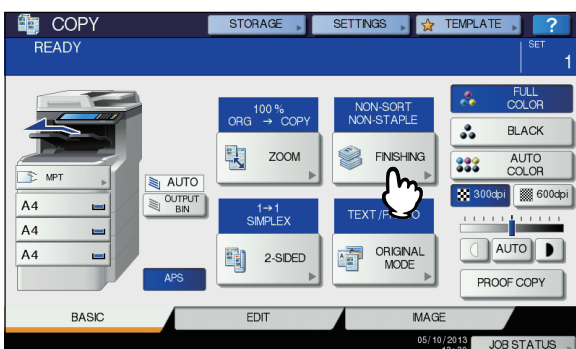 COPY
STORAGE
SETTINGS
TEMPLATE
?
READY
SET
1
100 %
ORG → COPY
NON-SORT
NON-STAPLE
FULL
COLOR
ZOOM
FINISHING
BLACK
MPT
AUTO
AUTO
COLOR
OUTPUT
BIN
300dpi
600dpi
A4
1→1
SIMPLEX
A4
2-SIDED
ORIGINAL
MODE
AUTO
A4
APS
PROOF COPY
BASIC
EDIT
IMAGE
05/10/2013
JOB STATUS